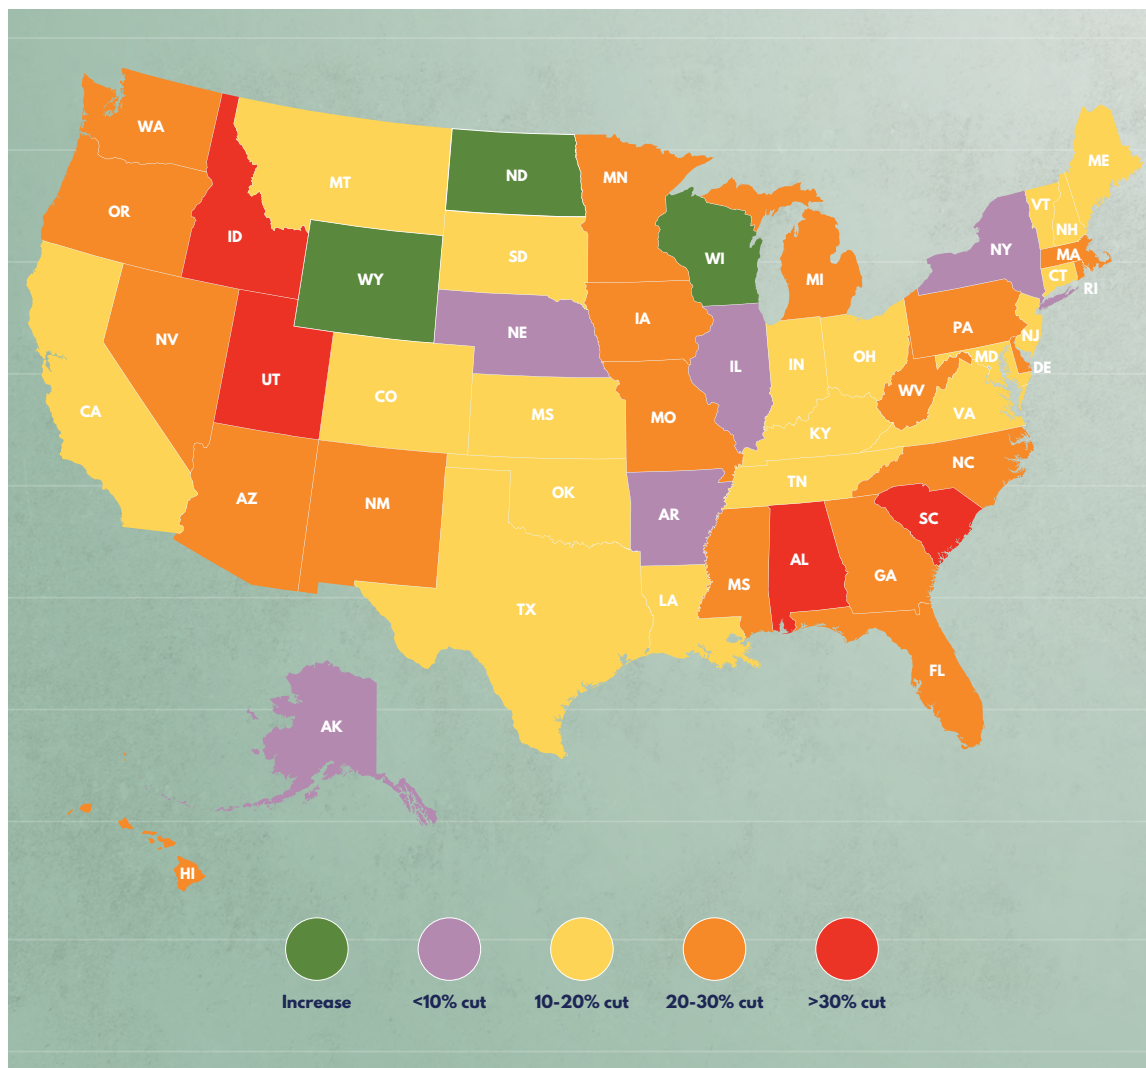 WA
MT
ND
MN
ME
OR
ID
WY
SD
WI
MI
NY
VT
NH
MA
CT
RI
NV
UT
CO
NE
IA
IL
IN
OH
PA
NJ
MD
DE
CA
MS
MO
KY
WV
VA
AZ
NM
OK
AR
TN
NC
SC
TX
LA
MS
AL
GA
FL
AK
HI
Increase
<10% cut
10-20% cut
20-30% cut
>30% cut